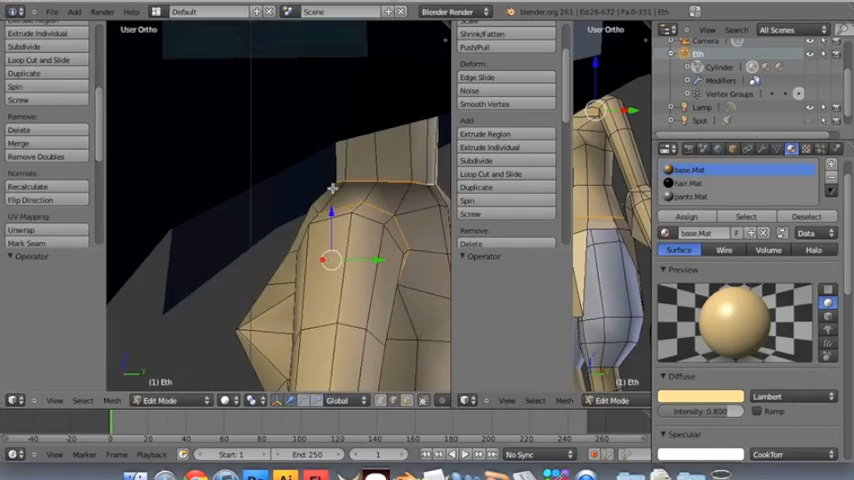 File Add Render Help Default Scene Blender Render blender.org 261 | Ed:26-672 | Fa:0-331 | Eth
Extrude Individual
Subdivide
Loop Cut and Slide
Duplicate
Spin
Screw
Remove:
Delete
Merge
Remove Doubles
Normals:
Recalculate
Flip Direction
UV Mapping:
Unwrap
Mark Seam
Operator
User Ortho
(1) Eth
View Select Mesh Edit Mode Global
Shrink/Fatten
Push/Pull
Deform:
Edge Slide
Noise
Smooth Vertex
Add:
Extrude Region
Extrude Individual
Subdivide
Loop Cut and Slide
Duplicate
Spin
Screw
Remove:
Delete
Operator
User Ortho
(1) Eth
View Select Mesh Edit Mode
View Search All Scenes
Camera
Eth
Cylinder
Modifiers
Vertex Groups
Lamp
Spot
base.Mat
hair.Mat
pants.Mat
Assign Select Deselect
base.Mat F Data
Surface Wire Volume Halo
Preview
Diffuse
Lambert
Intensity: 0.800 Ramp
Specular
CookTorr
-40 -20 0 20 40 60 80 100 120 140 160 180 200 220 240 260
View Marker Frame Playback Start: 1 End: 250 1 No Sync